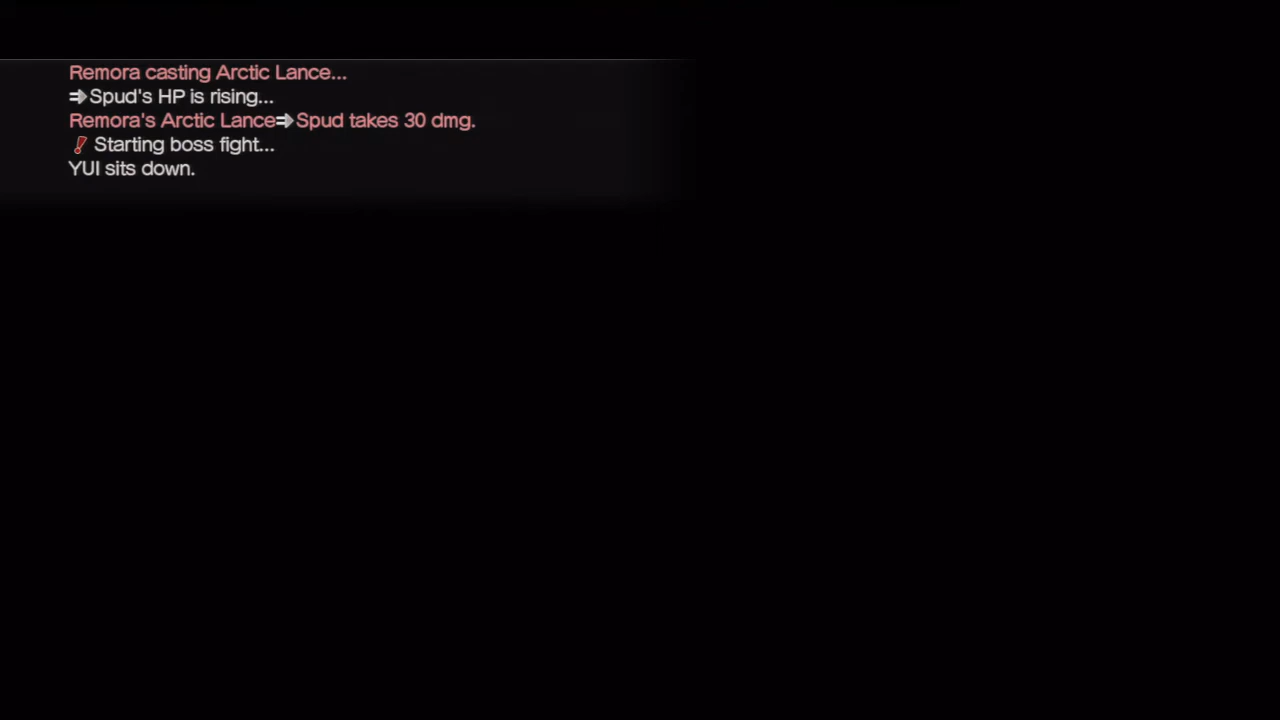 Remora casting Arctic Lance...
⇒Spud's HP is rising...
Remora's Arctic Lance⇒Spud takes 30 dmg.
! Starting boss fight...
YUI sits down.